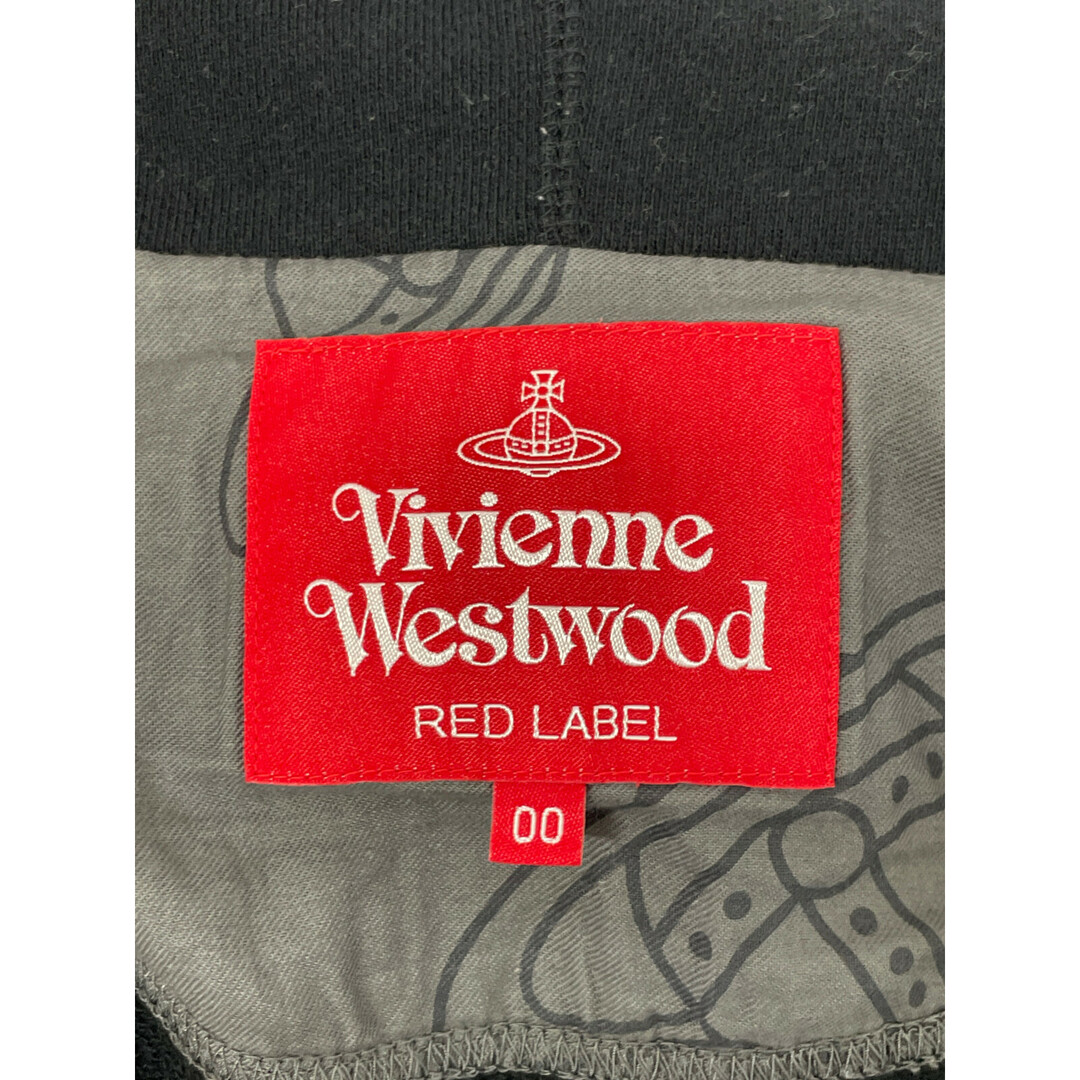 Vivienne
Westwood
RED LABEL
00